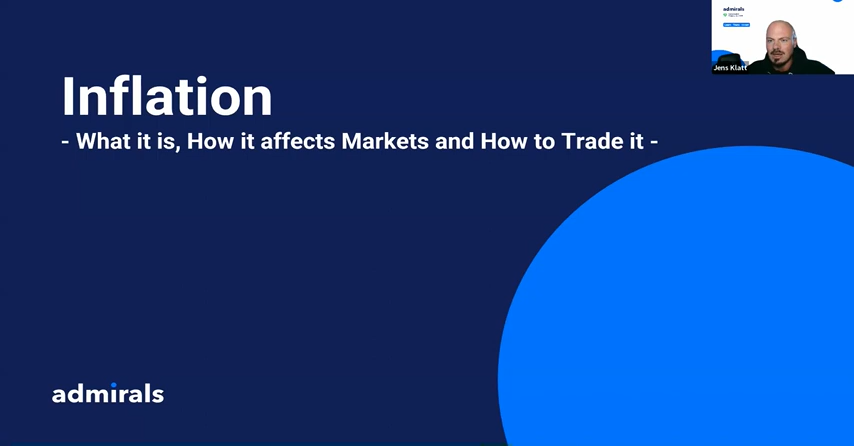 Inflation
- What it is, How it affects Markets and How to Trade it -
admirals
admirals
Jens Klatt